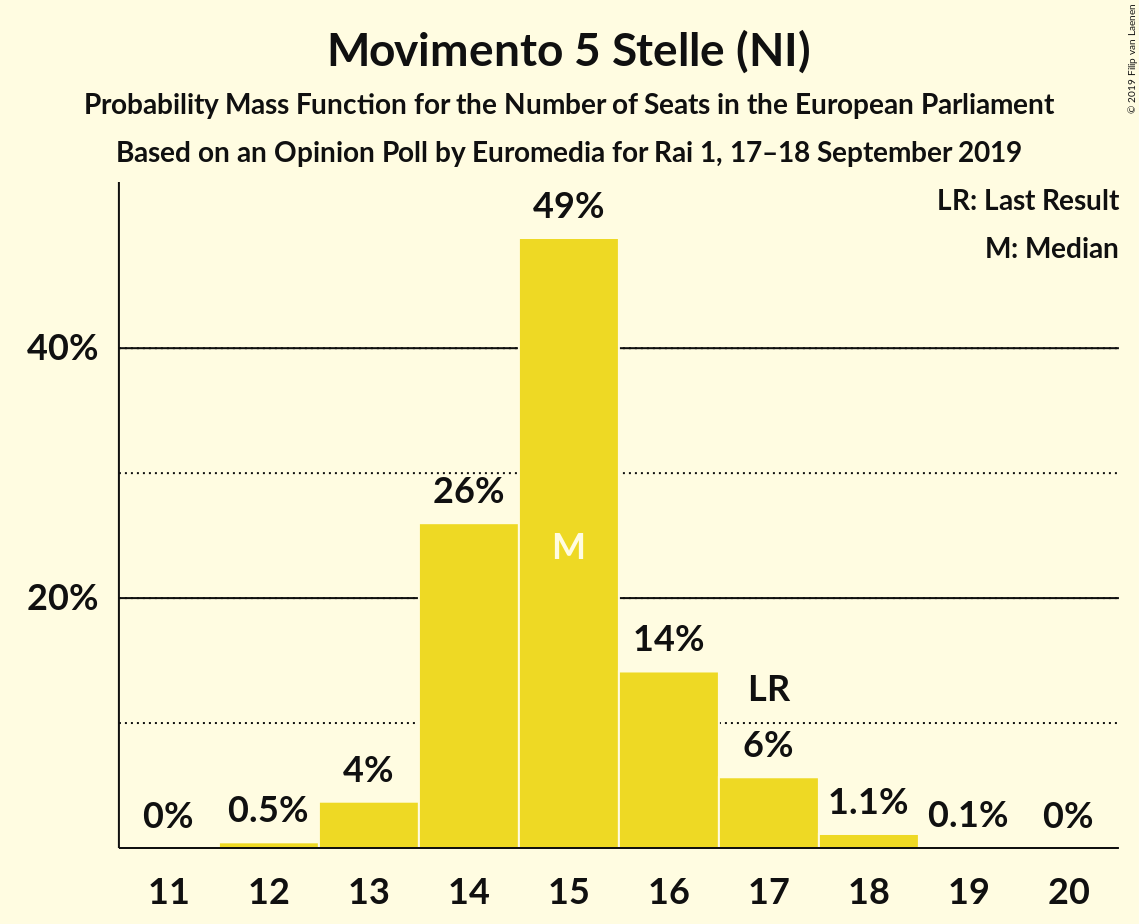 Movimento 5 Stelle (NI)
Probability Mass Function for the Number of Seats in the European Parliament
Based on an Opinion Poll by Euromedia for Rai 1, 17–18 September 2019
© 2019 Filip van Laenen
LR: Last Result
M: Median
49%
40%
26%
M
20%
14%
LR
6%
4%
1.1%
0.5%
0.1%
0%
0%
11 12 13 14 15 16 17 18 19 20